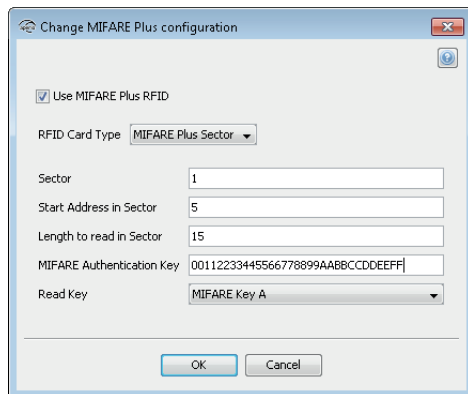 Change MIFARE Plus configuration
Use MIFARE Plus RFID
RFID Card Type MIFARE Plus Sector
Sector 1
Start Address in Sector 5
Length to read in Sector 15
MIFARE Authentication Key 00112233445566778899AABBCCDDEEFF
Read Key MIFARE Key A
OK Cancel